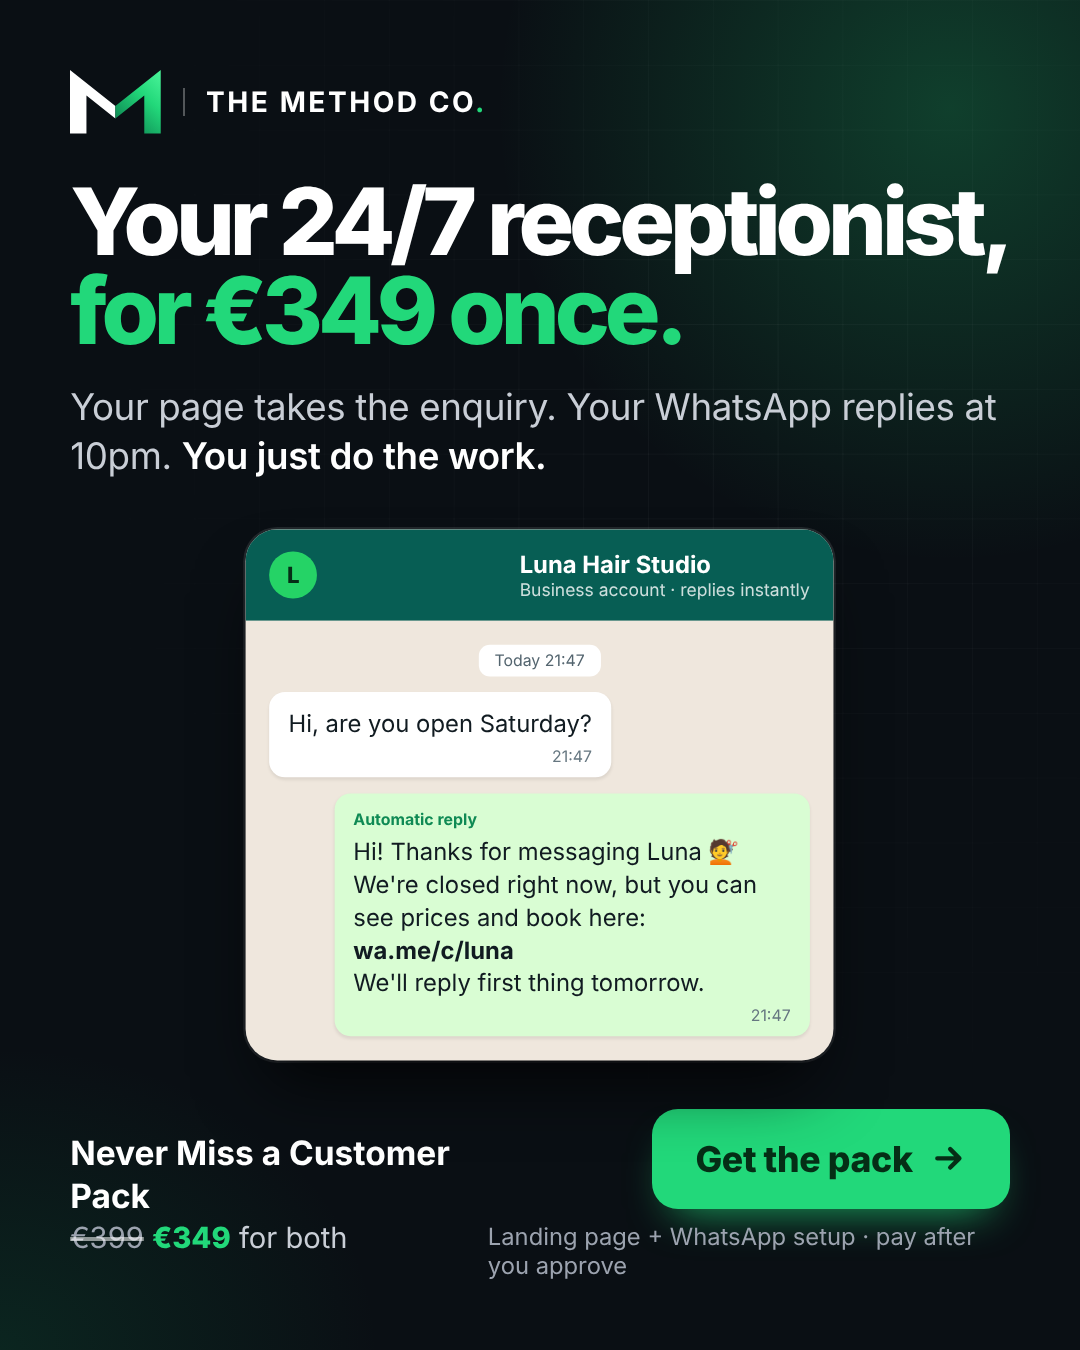 THE METHOD CO.
Your 24/7 receptionist,
for €349 once.
Your page takes the enquiry. Your WhatsApp replies at
10pm. You just do the work.
L
Luna Hair Studio
Business account · replies instantly
Today 21:47
Hi, are you open Saturday?
21:47
Automatic reply
Hi! Thanks for messaging Luna 💇
We're closed right now, but you can
see prices and book here:
wa.me/c/luna
We'll reply first thing tomorrow.
21:47
Never Miss a Customer
Pack
€399 €349 for both
Get the pack →
Landing page + WhatsApp setup · pay after
you approve